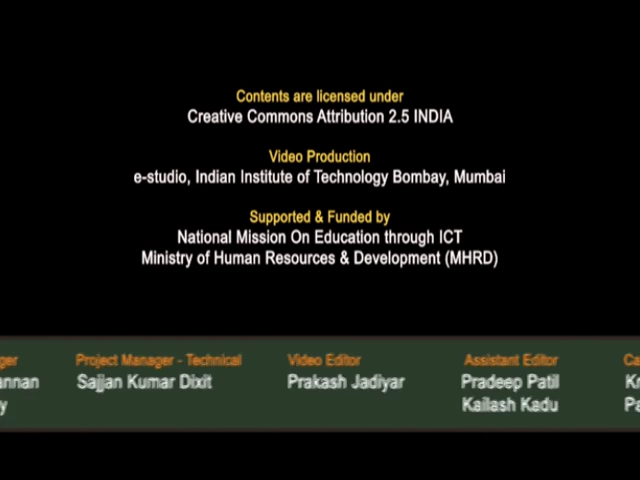 Contents are licensed under
Creative Commons Attribution 2.5 INDIA
Video Production
e-studio, Indian Institute of Technology Bombay, Mumbai
Supported & Funded by
National Mission On Education through ICT
Ministry of Human Resources & Development (MHRD)
Project Manager - Technical
Sajjan Kumar Dixit
Video Editor
Prakash Jadiyar
Assistant Editor
Pradeep Patil
Kailash Kadu